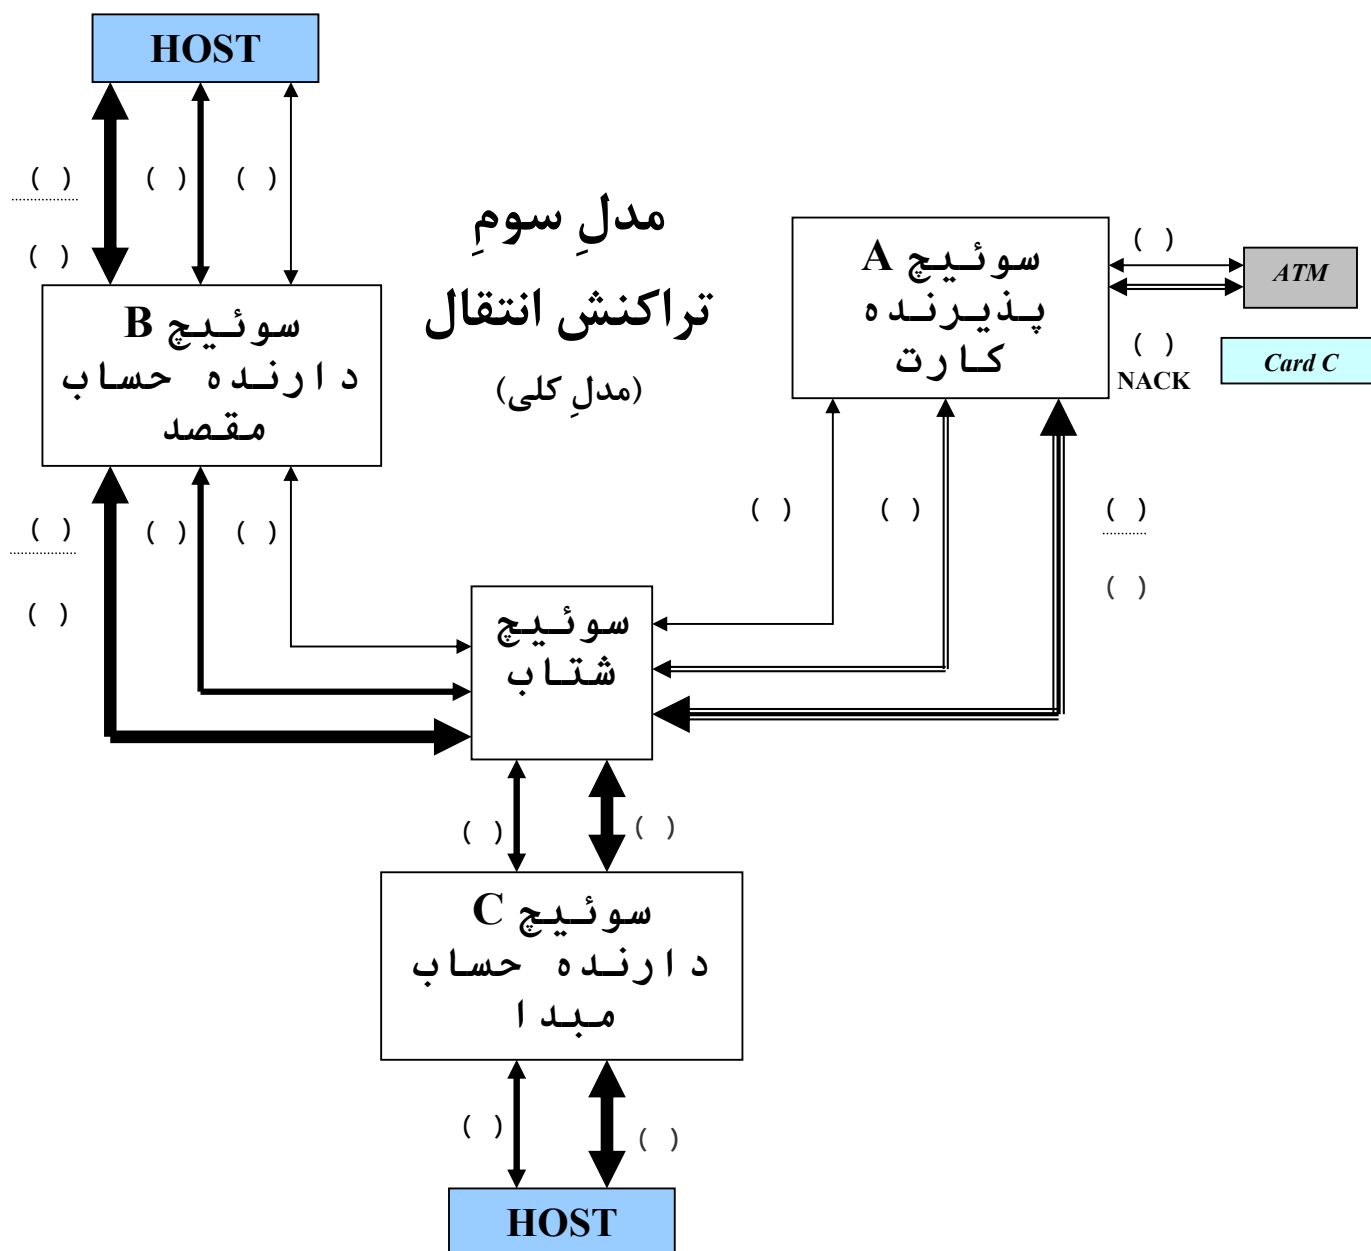 HOST
( ) ( ) ( )
( )
مدلِ سومِ
تراکنش انتقال
(مدلِ کلی)
سوئیچ A
پذیرنده
کارت
( )
ATM
( )
NACK
Card C
سوئیچ B
دارنده حساب
مقصد
( ) ( ) ( )
( )
( ) ( ) ( )
( )
سوئیچ
شتاب
( ) ( )
سوئیچ C
دارنده حساب
مبدا
( ) ( )
HOST